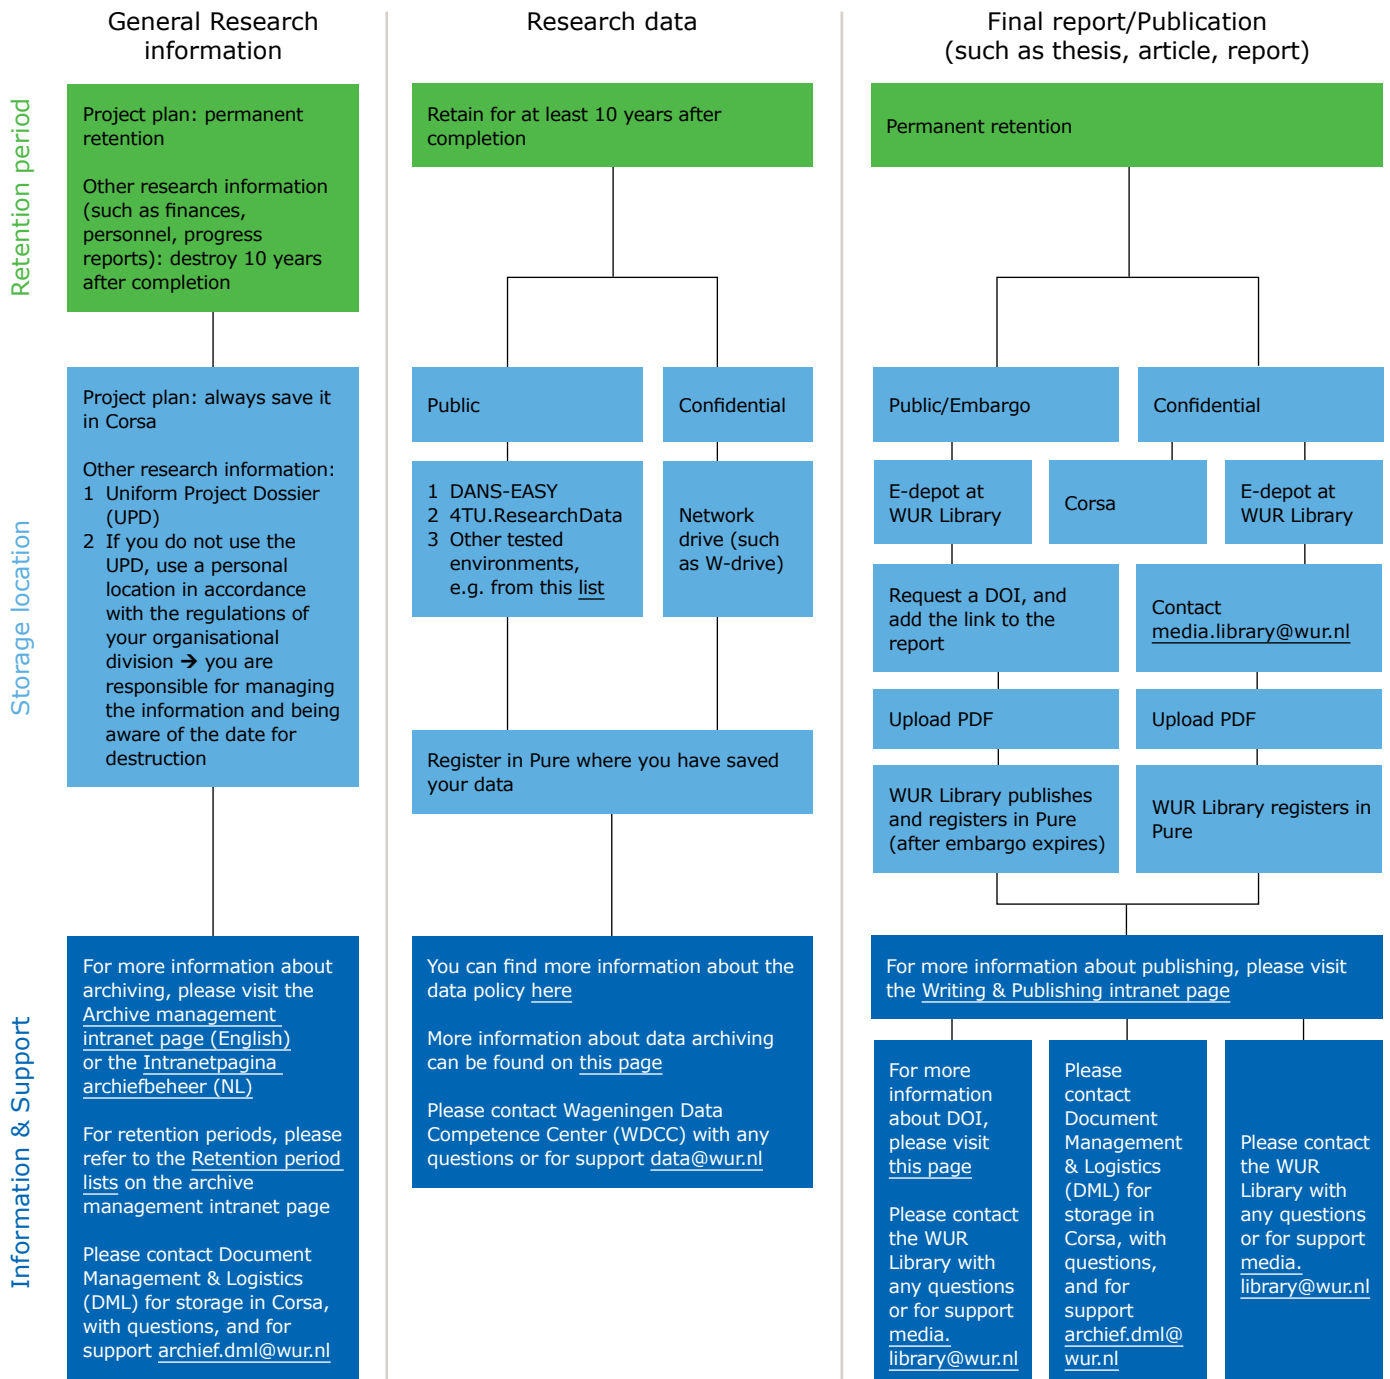 General Research
information
Research data
Final report/Publication
(such as thesis, article, report)
Retention period
Project plan: permanent
retention
Other research information
(such as finances,
personnel, progress
reports): destroy 10 years
after completion
Retain for at least 10 years after
completion
Permanent retention
Storage location
Project plan: always save it
in Corsa
Other research information:
1 Uniform Project Dossier
(UPD)
2 If you do not use the
UPD, use a personal
location in accordance
with the regulations of
your organisational
division ➔ you are
responsible for managing
the information and being
aware of the date for
destruction
Public
Confidential
1 DANS-EASY
2 4TU.ResearchData
3 Other tested
environments,
e.g. from this list
Network
drive (such
as W-drive)
Register in Pure where you have saved
your data
Public/Embargo
Confidential
E-depot at
WUR Library
Corsa
E-depot at
WUR Library
Request a DOI, and
add the link to the
report
Contact
media.library@wur.nl
Upload PDF
Upload PDF
WUR Library publishes
and registers in Pure
(after embargo expires)
WUR Library registers in
Pure
Information & Support
For more information about
archiving, please visit the
Archive management
intranet page (English)
or the Intranetpagina
archiefbeheer (NL)
For retention periods, please
refer to the Retention period
lists on the archive
management intranet page
Please contact Document
Management & Logistics
(DML) for storage in Corsa,
with questions, and for
support archief.dml@wur.nl
You can find more information about the
data policy here
More information about data archiving
can be found on this page
Please contact Wageningen Data
Competence Center (WDCC) with any
questions or for support data@wur.nl
For more information about publishing, please visit
the Writing & Publishing intranet page
For more
information
about DOI,
please visit
this page
Please contact
the WUR
Library with
any questions
or for support
media.
library@wur.nl
Please
contact
Document
Management
& Logistics
(DML) for
storage in
Corsa, with
questions,
and for
support
archief.dml@
wur.nl
Please contact
the WUR
Library with
any questions
or for support
media.
library@wur.nl